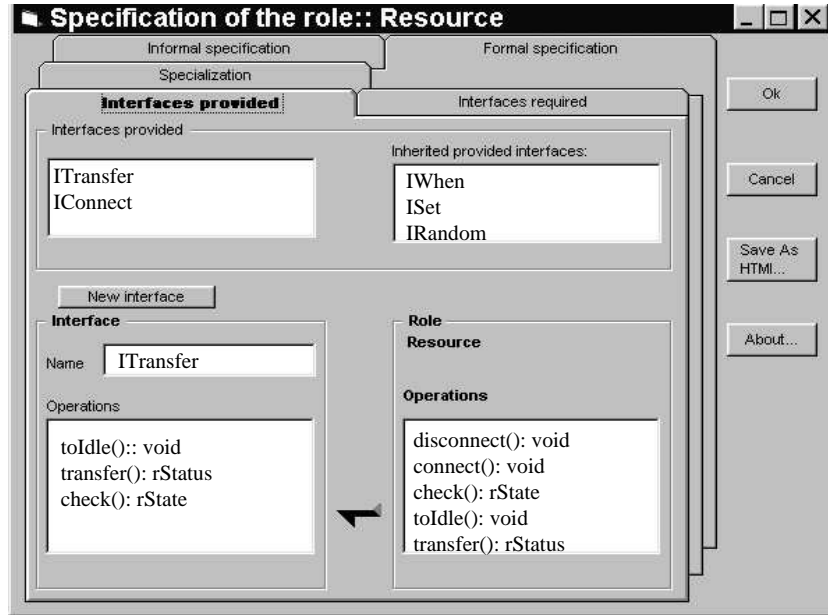 Specification of the role:: Resource
Informal specification
Formal specification
Specialization
Interfaces provided
Interfaces required
Interfaces provided
ITransfer
IConnect
Inherited provided interfaces:
IWhen
ISet
IRandom
New interface
Interface
Name
ITransfer
Operations
toIdle():: void
transfer(): rStatus
check(): rState
Role
Resource
Operations
disconnect(): void
connect(): void
check(): rState
toIdle(): void
transfer(): rStatus
Ok
Cancel
Save As
HTMl...
About...